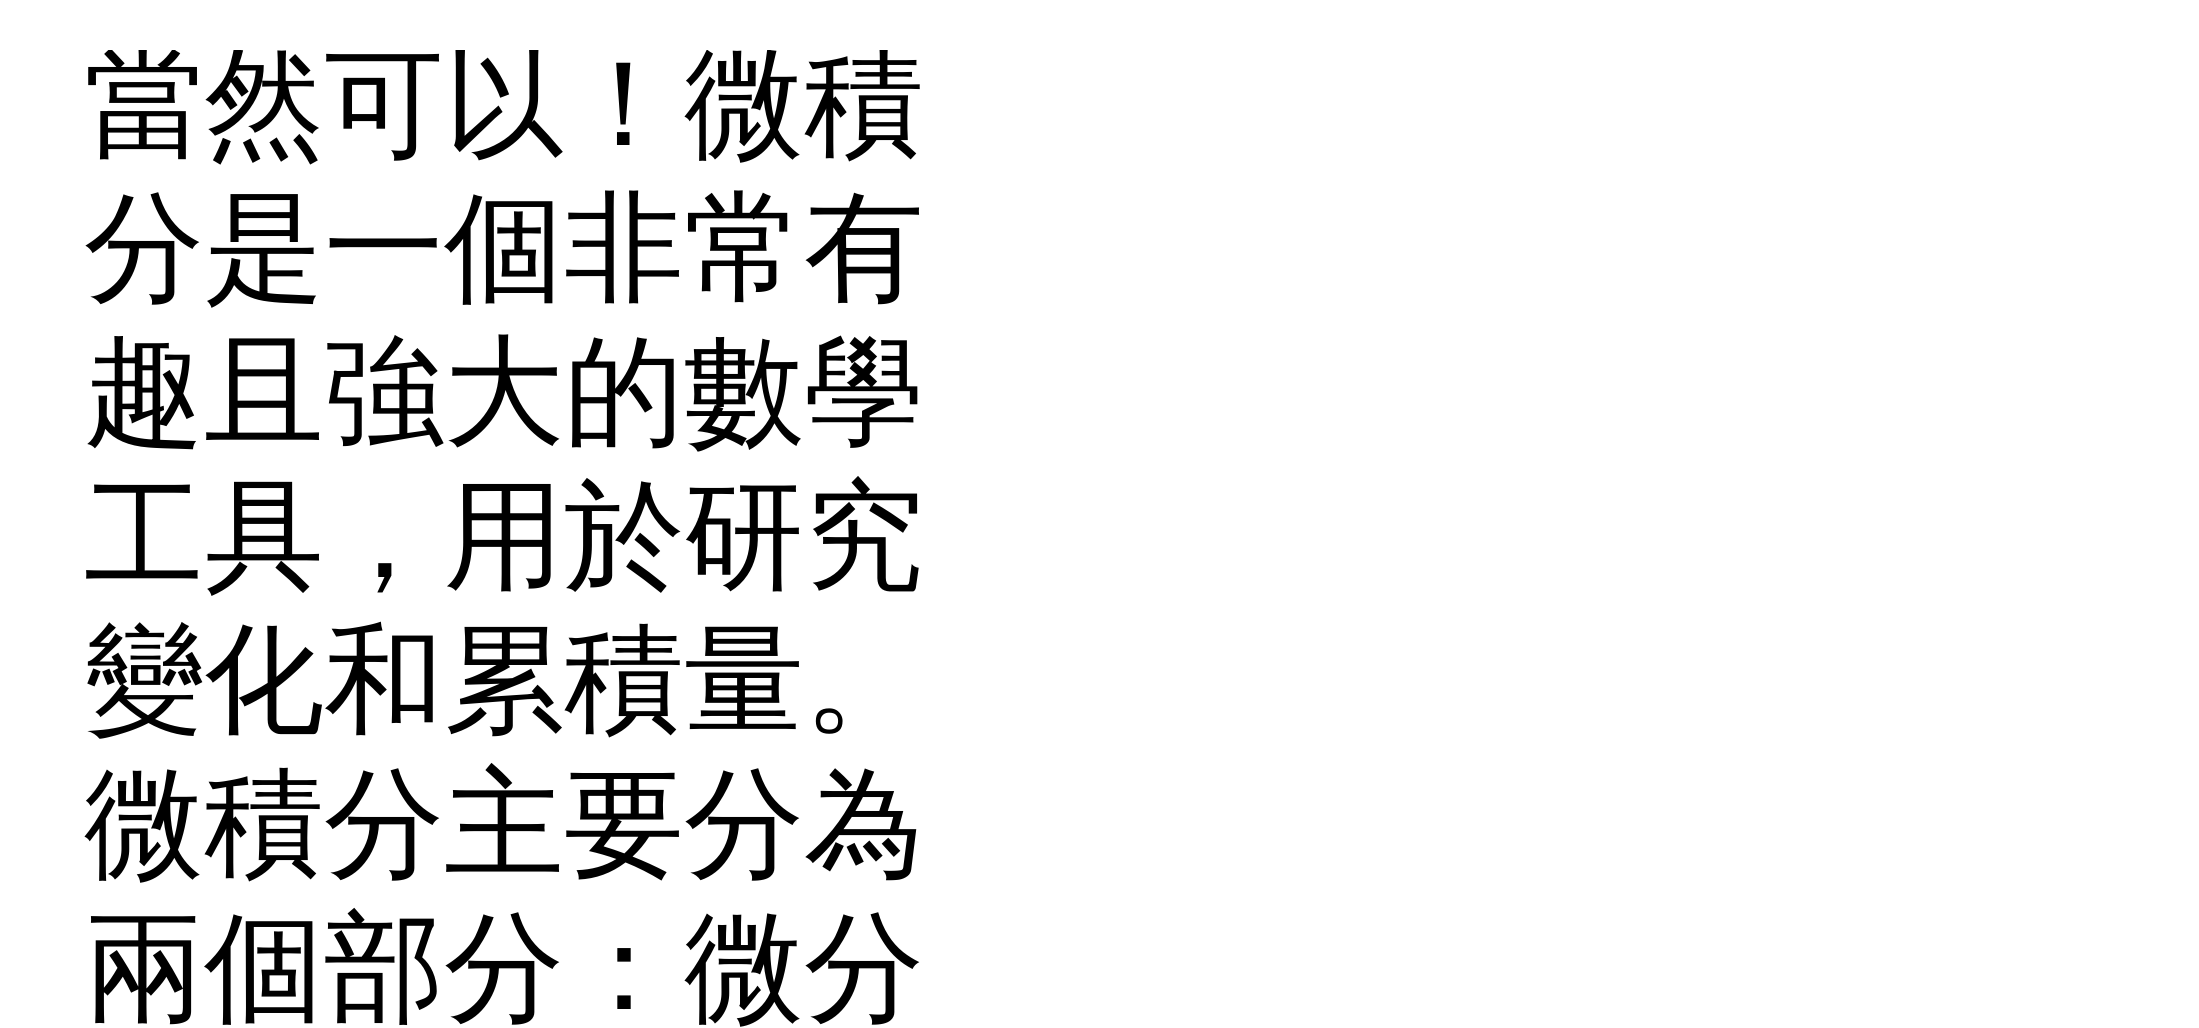 當然可以！微積
分是一個非常有
趣且強大的數學
工具，用於研究
變化和累積量。
微積分主要分為
兩個部分：微分